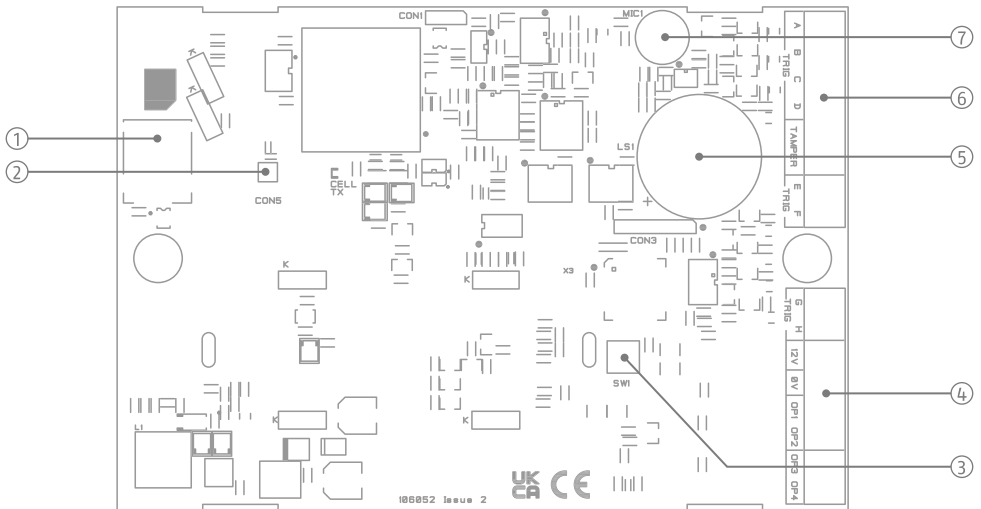 CON1
MIC1
7
A
B
TRIG
C
D
6
K
K
1
2
CON5
CELL
TX
LS1
+
TAMPER
5
E
TRIG
F
CON3
K
K
X3
G
TRIG
H
12V
0V
4
SW1
OP1
OP2
K
K
L1
3
OP3
OP4
106052 Issue 2
UK
CA
CE